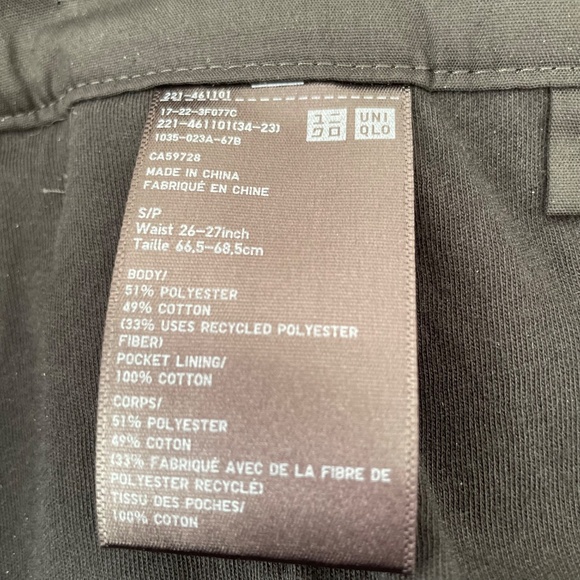 221-461101
17-22-3F077C
221-461101(34-23)
1035-023A-67B
ユニ
クロ
UNI
QLO
CA59728
MADE IN CHINA
FABRIQUÉ EN CHINE
S/P
Waist 26-27inch
Taille 66,5-68,5cm
BODY/
51% POLYESTER
49% COTTON
(33% USES RECYCLED POLYESTER
FIBER)
POCKET LINING/
100% COTTON
CORPS/
51% POLYESTER
49% COTON
(33% FABRIQUÉ AVEC DE LA FIBRE DE
POLYESTER RECYCLÉ)
TISSU DES POCHES/
100% COTON